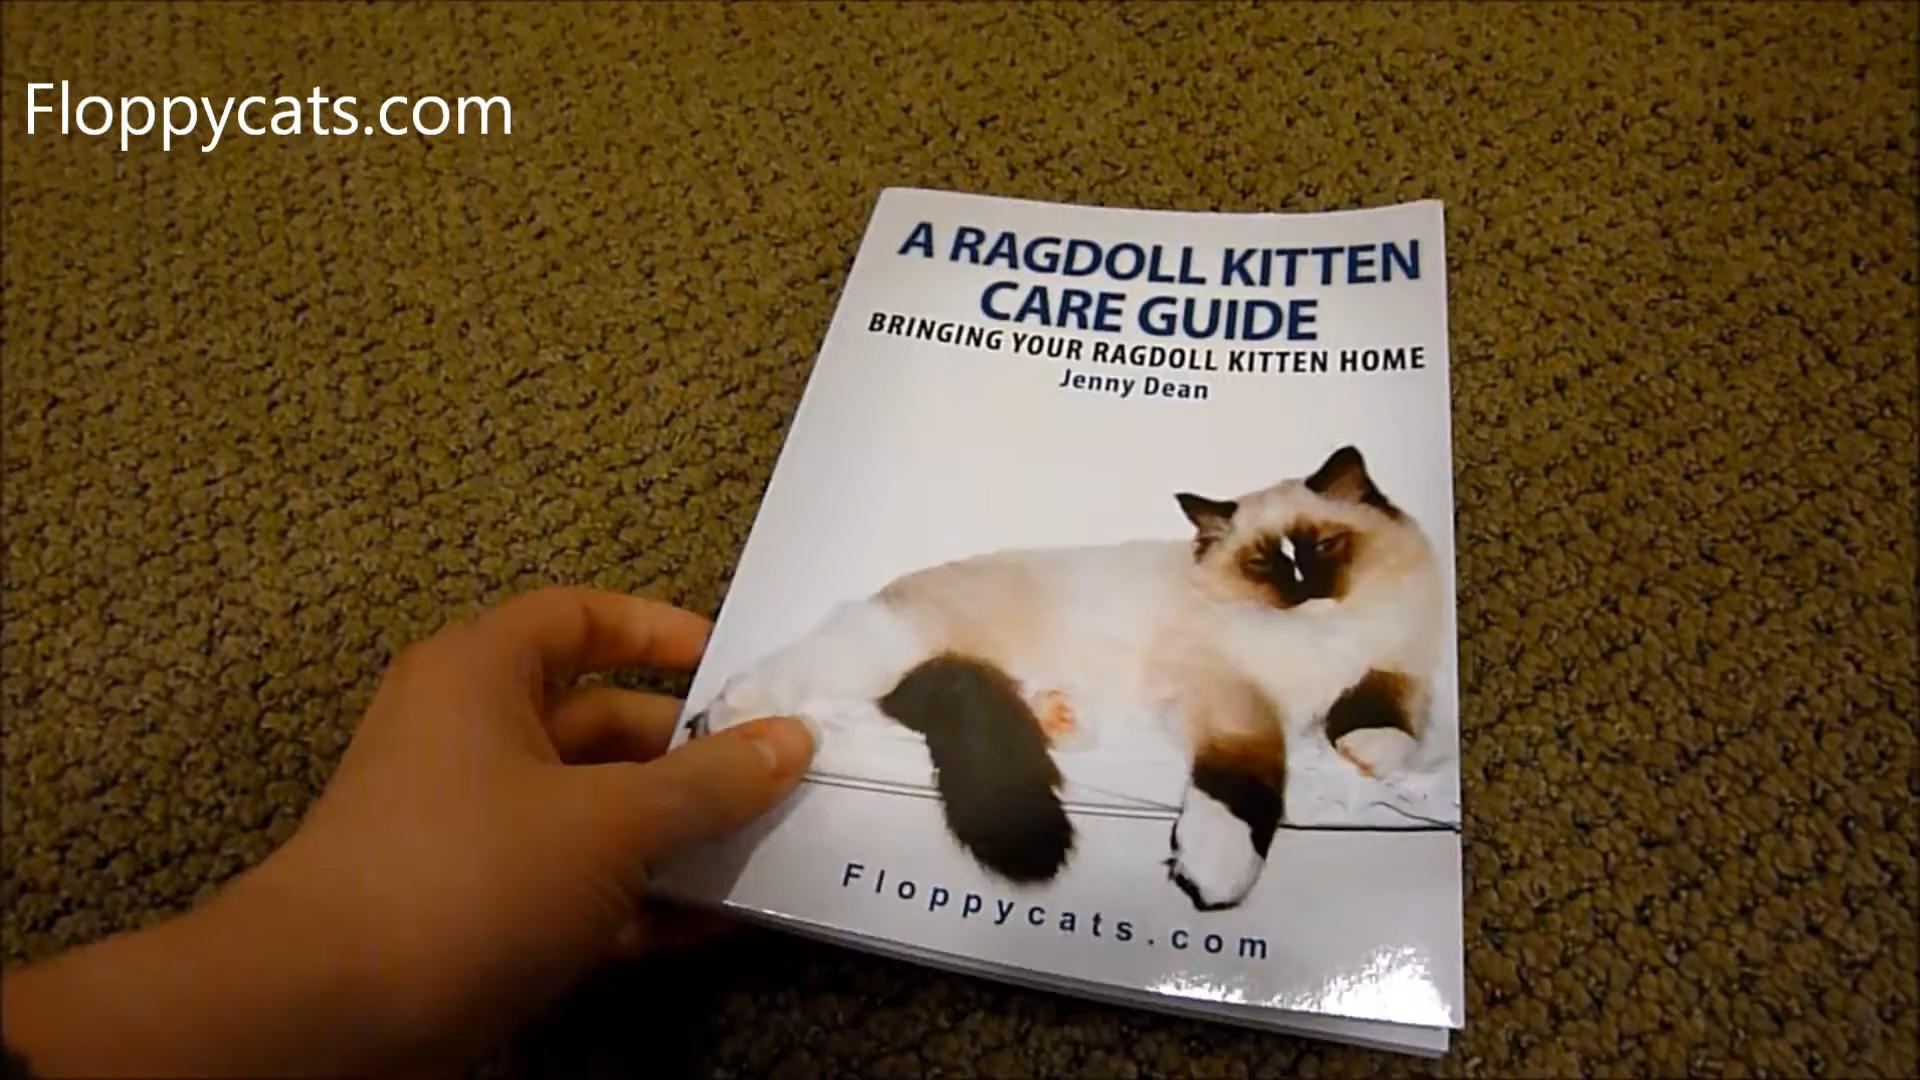 Floppycats.com
A RAGDOLL KITTEN
CARE GUIDE
BRINGING YOUR RAGDOLL KITTEN HOME
Jenny Dean
Floppycats.com